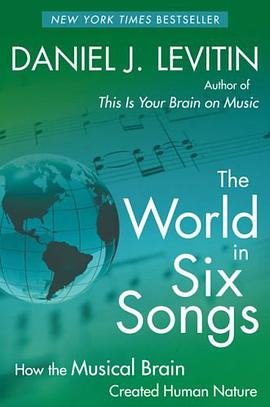 NEW YORK TIMES BESTSELLER
DANIEL J. LEVITIN
Author of
This Is Your Brain on Music
The
World
in
Six
Songs
How the Musical Brain
Created Human Nature